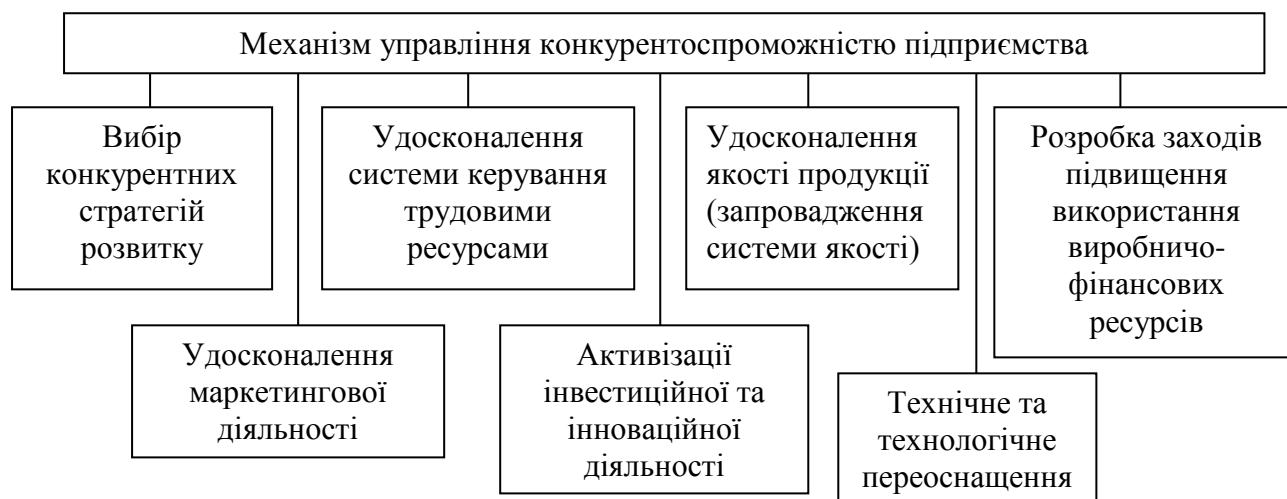 Механізм управління конкурентоспроможністю підприємства
Вибір
конкурентних
стратегій
розвитку
Удосконалення
системи керування
трудовими
ресурсами
Удосконалення
якості продукції
(запровадження
системи якості)
Розробка заходів
підвищення
використання
виробничо-
фінансових
ресурсів
Удосконалення
маркетингової
діяльності
Активізації
інвестиційної та
інноваційної
діяльності
Технічне та
технологічне
переоснащення